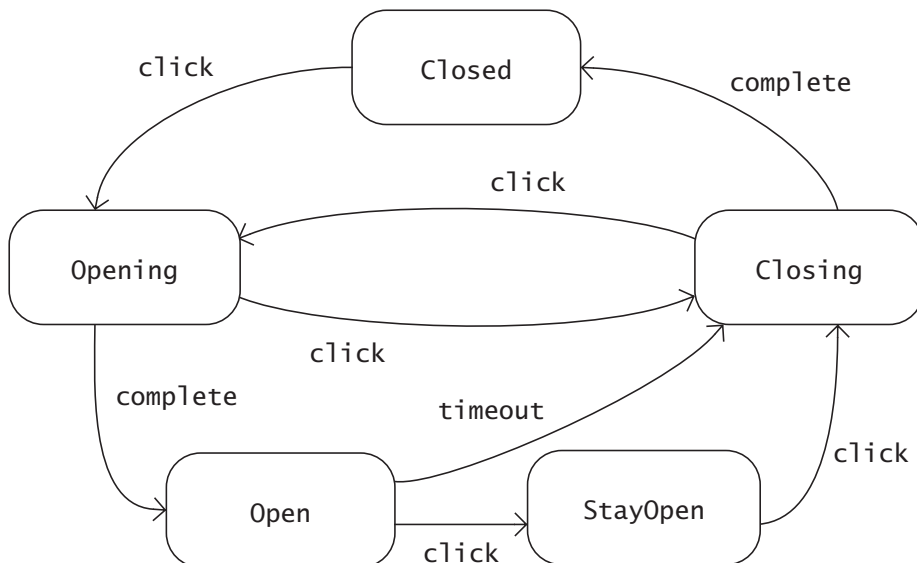 click
Closed
complete
click
Opening
Closing
click
complete
timeout
click
Open
StayOpen
click